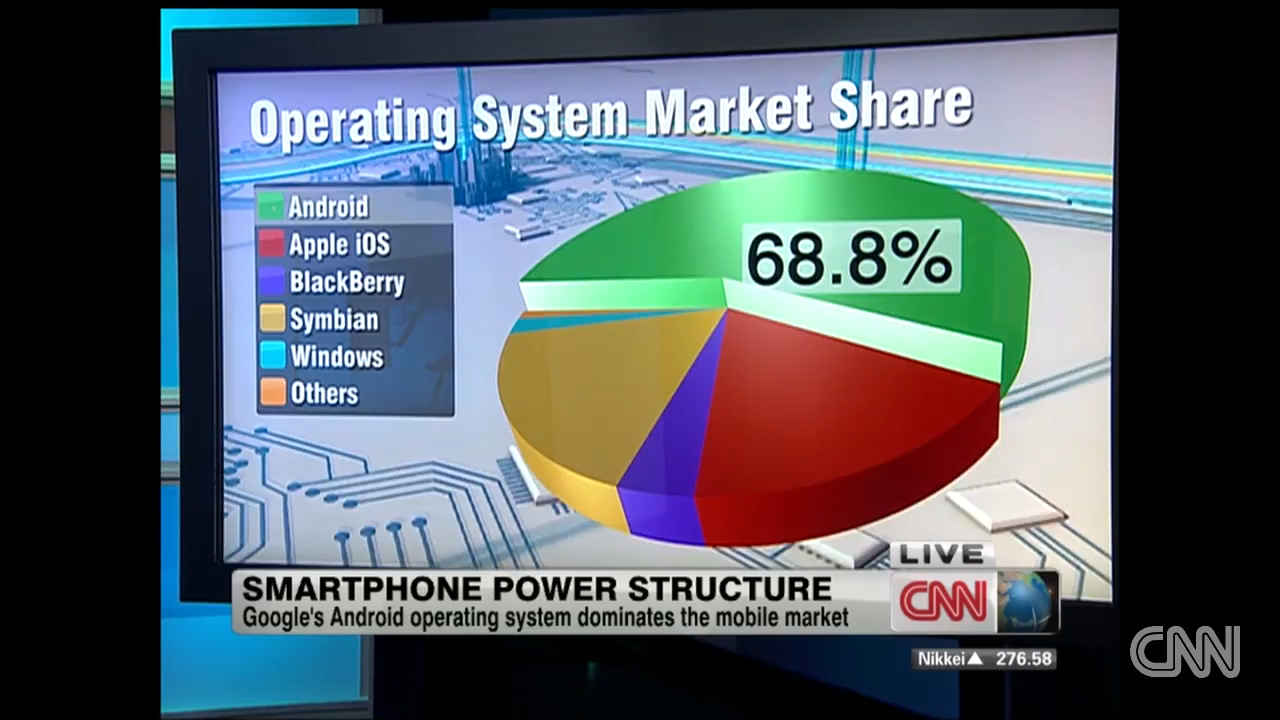 Operating System Market Share
Android
Apple iOS
BlackBerry
Symbian
Windows
Others
68.8%
LIVE
SMARTPHONE POWER STRUCTURE
Google's Android operating system dominates the mobile market
CNN
Nikkei▲ 276.58
CNN